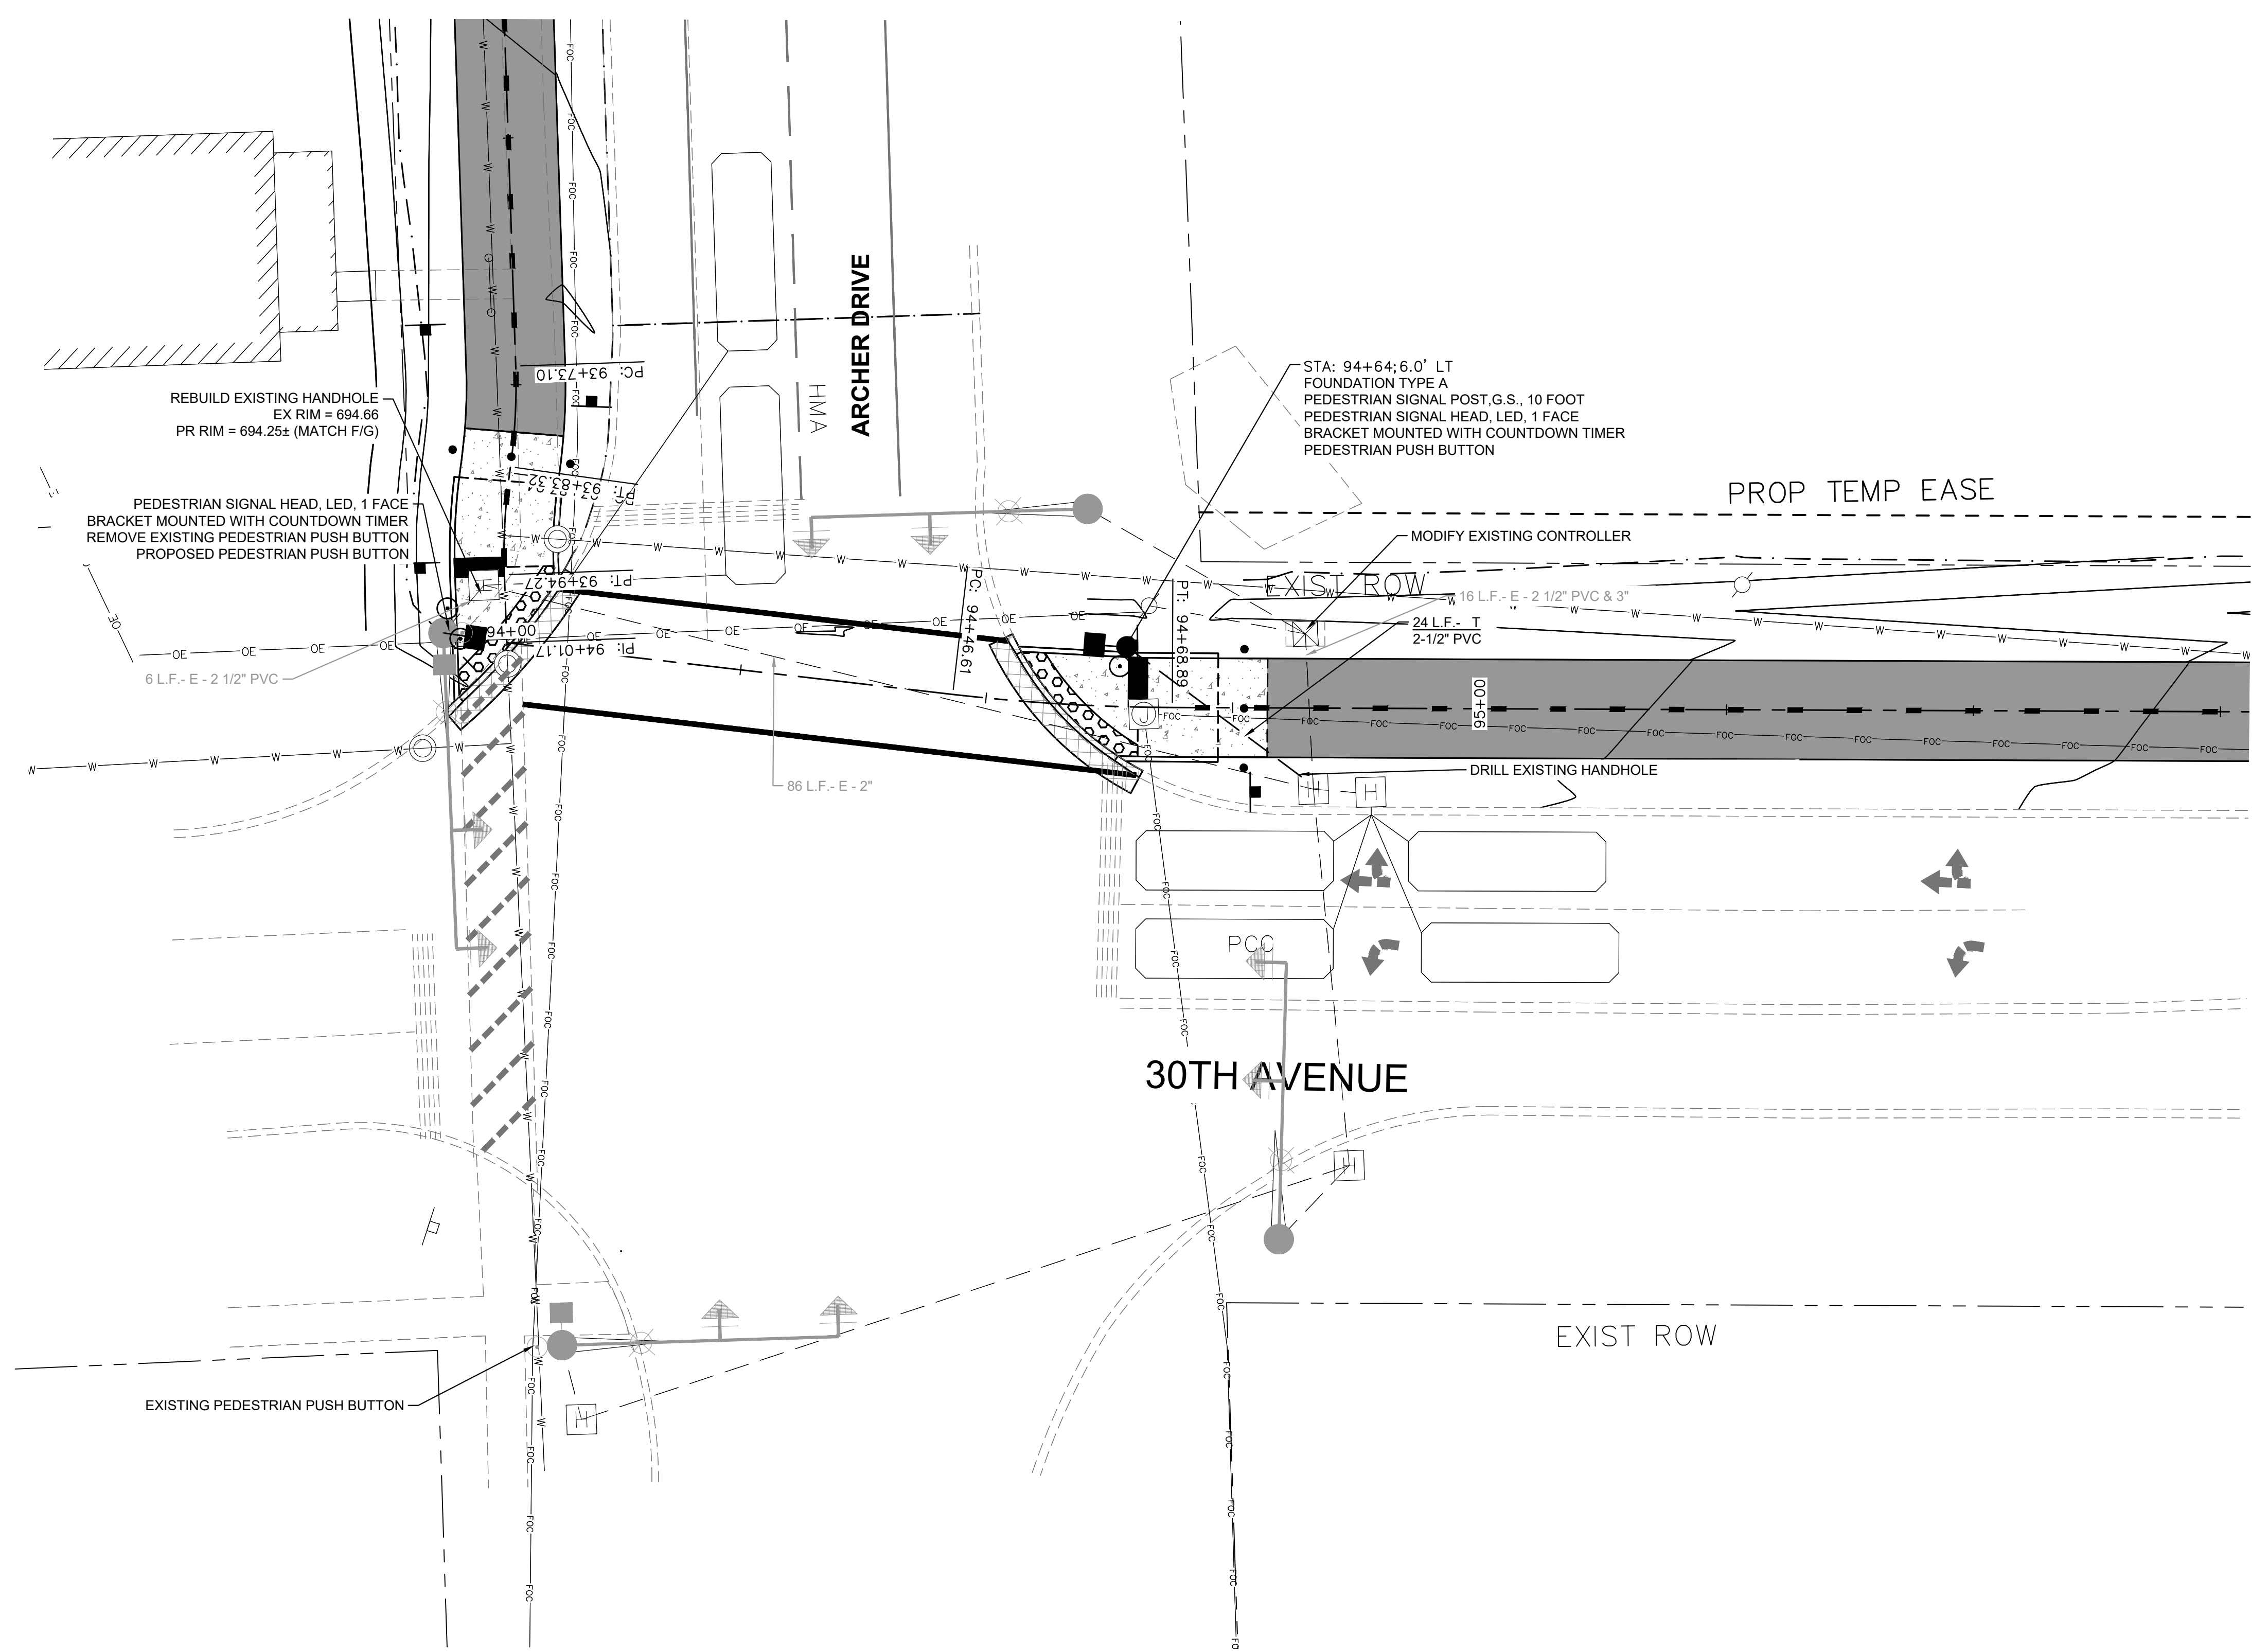 ARCHER DRIVE
HMA
PC: 93+73.10
REBUILD EXISTING HANDHOLE
EX RIM = 694.66
PR RIM = 694.25± (MATCH F/G)
STA: 94+64;6.0' LT
FOUNDATION TYPE A
PEDESTRIAN SIGNAL POST,G.S., 10 FOOT
PEDESTRIAN SIGNAL HEAD, LED, 1 FACE
BRACKET MOUNTED WITH COUNTDOWN TIMER
PEDESTRIAN PUSH BUTTON
PT: 93+83.32
PROP TEMP EASE
PEDESTRIAN SIGNAL HEAD, LED, 1 FACE
BRACKET MOUNTED WITH COUNTDOWN TIMER
REMOVE EXISTING PEDESTRIAN PUSH BUTTON
PROPOSED PEDESTRIAN PUSH BUTTON
MODIFY EXISTING CONTROLLER
PT: 93+94.27
EXIST ROW
16 L.F.- E - 2 1/2" PVC & 3"
30
94+00
PI: 94+01.17
PC: 94+46.61
PT: 94+68.89
24 L.F.- T
2-1/2" PVC
6 L.F.- E - 2 1/2" PVC
95+00
J
86 L.F.- E - 2"
DRILL EXISTING HANDHOLE
H
H
PCC
30TH AVENUE
H
EXIST ROW
EXISTING PEDESTRIAN PUSH BUTTON
H
W
OE
FOC